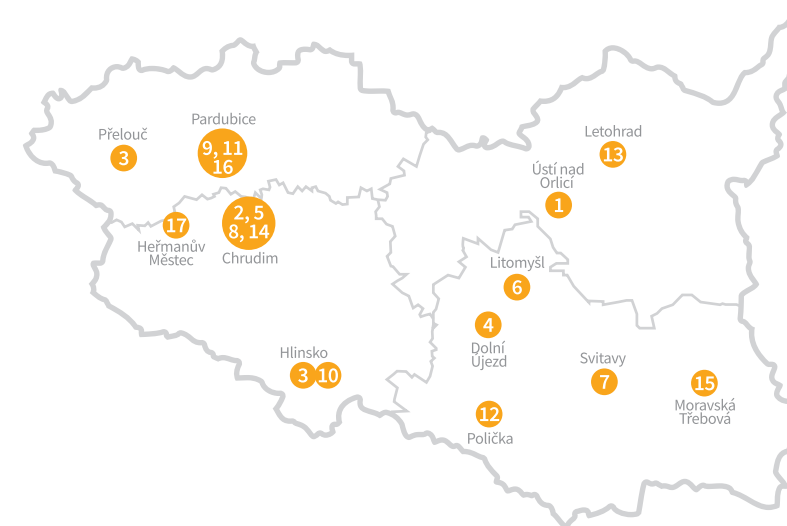 Pardubice
9, 11
16
Přelouč
3
Letohrad
13
Ústí nad
Orlicí
1
17
Heřmanův
Městec
2, 5
8, 14
Chrudim
Litomyšl
6
4
Dolní
Újezd
Hlinsko
3
10
Svitavy
7
15
Moravská
Třebová
12
Polička